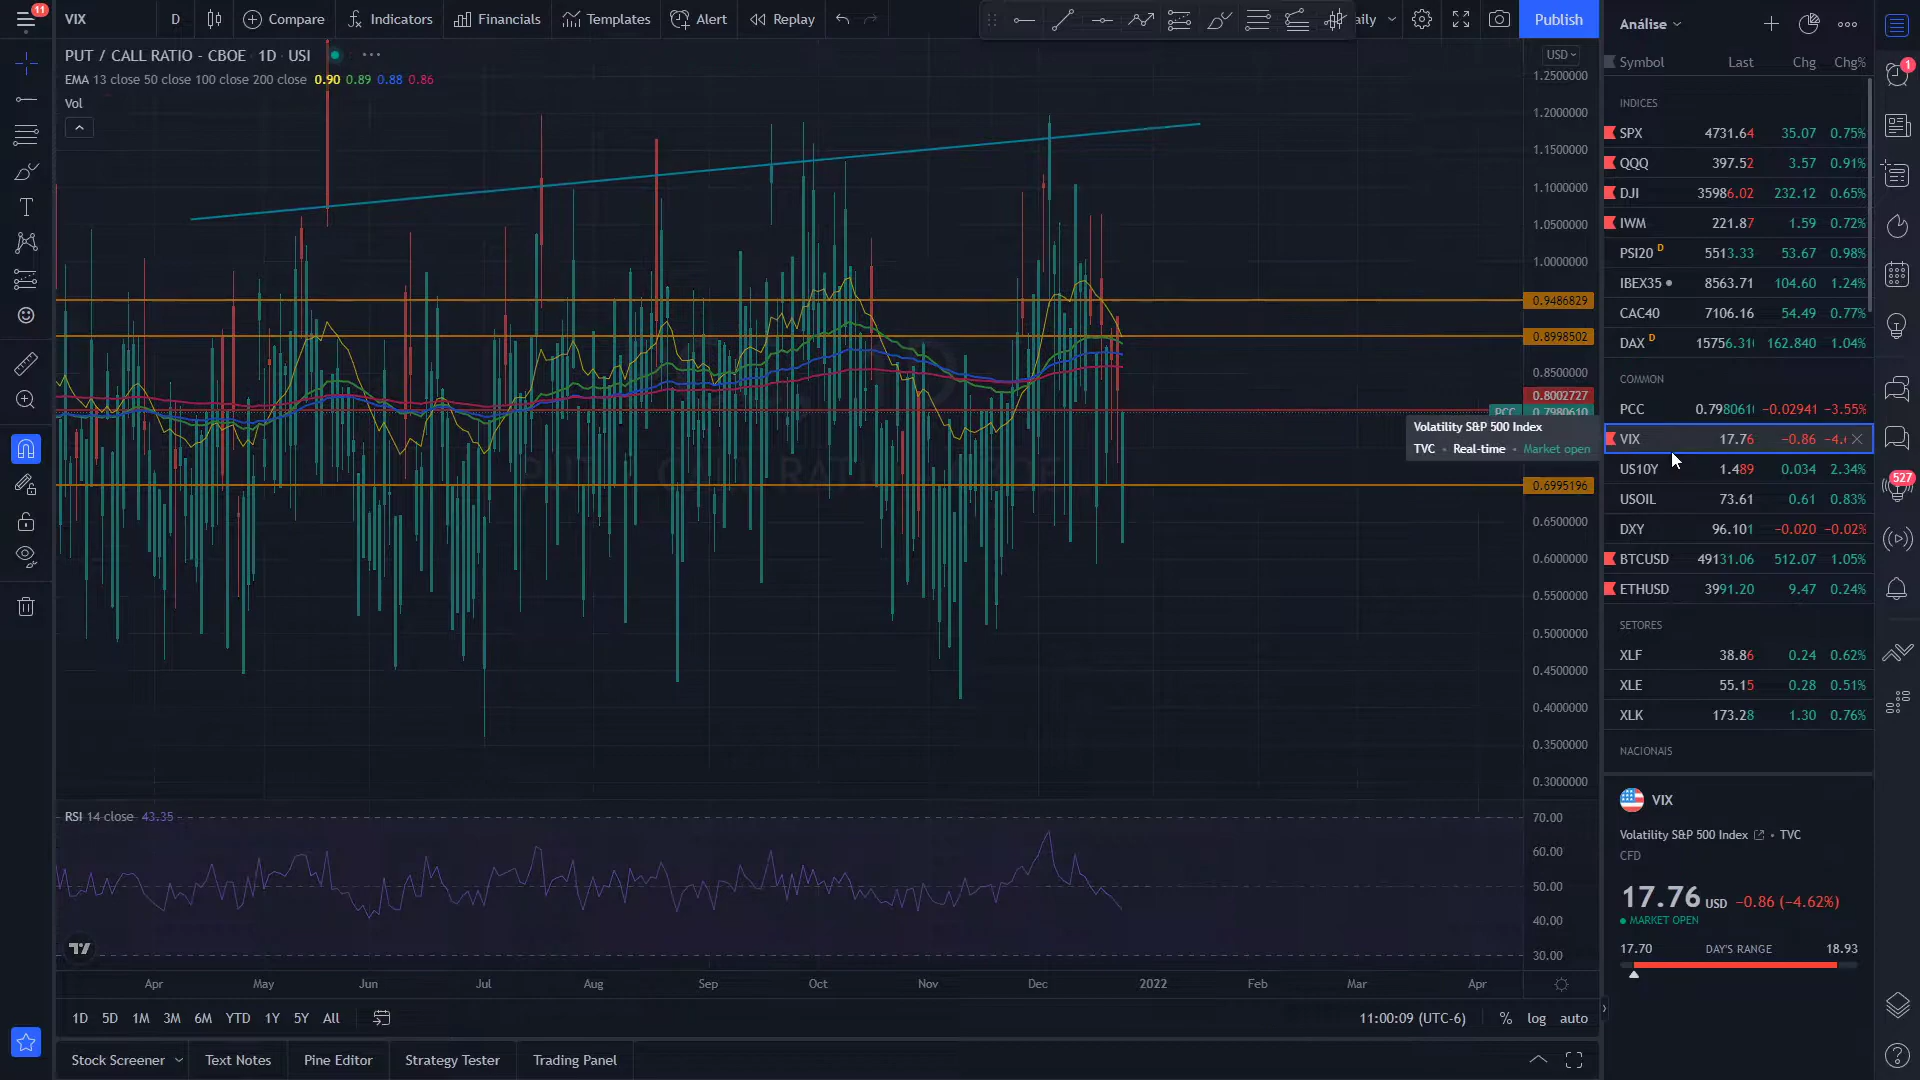 11
VIX
D
Compare
Indicators
Financials
Templates
Alert
Replay
aily
Publish
PUT / CALL RATIO - CBOE · 1D · USI
EMA 13 close 50 close 100 close 200 close 0.90 0.89 0.88 0.86
Vol
USD
1.2500000
1.2000000
1.1500000
1.1000000
1.0500000
1.0000000
0.9486829
0.8998502
0.8500000
0.8002727
PCC 0.7980610
0.6995196
0.6500000
0.6000000
0.5500000
0.5000000
0.4500000
0.4000000
0.3500000
0.3000000
Volatility S&P 500 Index
TVC • Real-time • Market open
RSI 14 close 43.35
70.00
60.00
50.00
40.00
30.00
Apr May Jun Jul Aug Sep Oct Nov Dec 2022 Feb Mar Apr
1D 5D 1M 3M 6M YTD 1Y 5Y All
11:00:09 (UTC-6) % log auto
Stock Screener Text Notes Pine Editor Strategy Tester Trading Panel
Análise
Symbol Last Chg Chg%
INDICES
SPX 4731.64 35.07 0.75%
QQQ 397.52 3.57 0.91%
DJI 35986.02 232.12 0.65%
IWM 221.87 1.59 0.72%
PSI20 D 5513.33 53.67 0.98%
IBEX35 8563.71 104.60 1.24%
CAC40 7106.16 54.49 0.77%
DAX D 15756.31 162.840 1.04%
COMMON
PCC 0.798061 −0.02941 −3.55%
VIX 17.76 −0.86 −4.
US10Y 1.489 0.034 2.34%
USOIL 73.61 0.61 0.83%
DXY 96.101 −0.020 −0.02%
BTCUSD 49131.06 512.07 1.05%
ETHUSD 3991.20 9.47 0.24%
SETORES
XLF 38.86 0.24 0.62%
XLE 55.15 0.28 0.51%
XLK 173.28 1.30 0.76%
NACIONAIS
VIX
Volatility S&P 500 Index • TVC
CFD
17.76 USD −0.86 (−4.62%)
MARKET OPEN
17.70 DAY'S RANGE 18.93
1
527